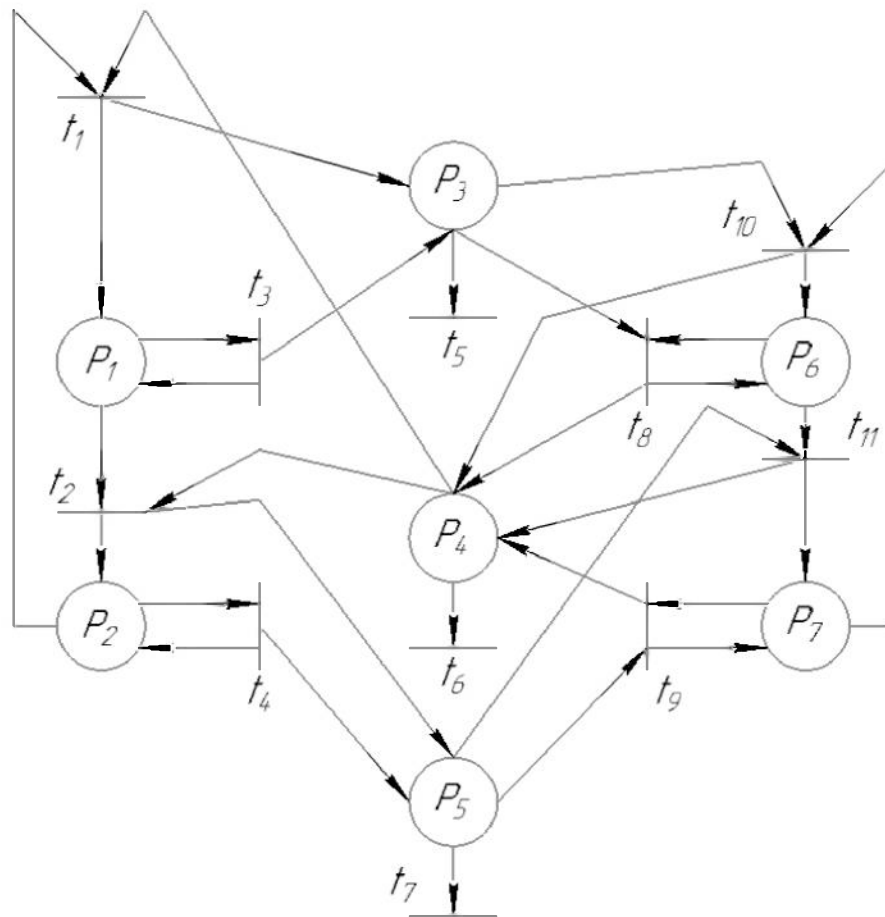 t₁
P₃
t₁₀
t₃
t₅
P₁
P₆
t₈
t₁₁
t₂
P₄
P₂
P₇
t₄
t₆
t₉
P₅
t₇